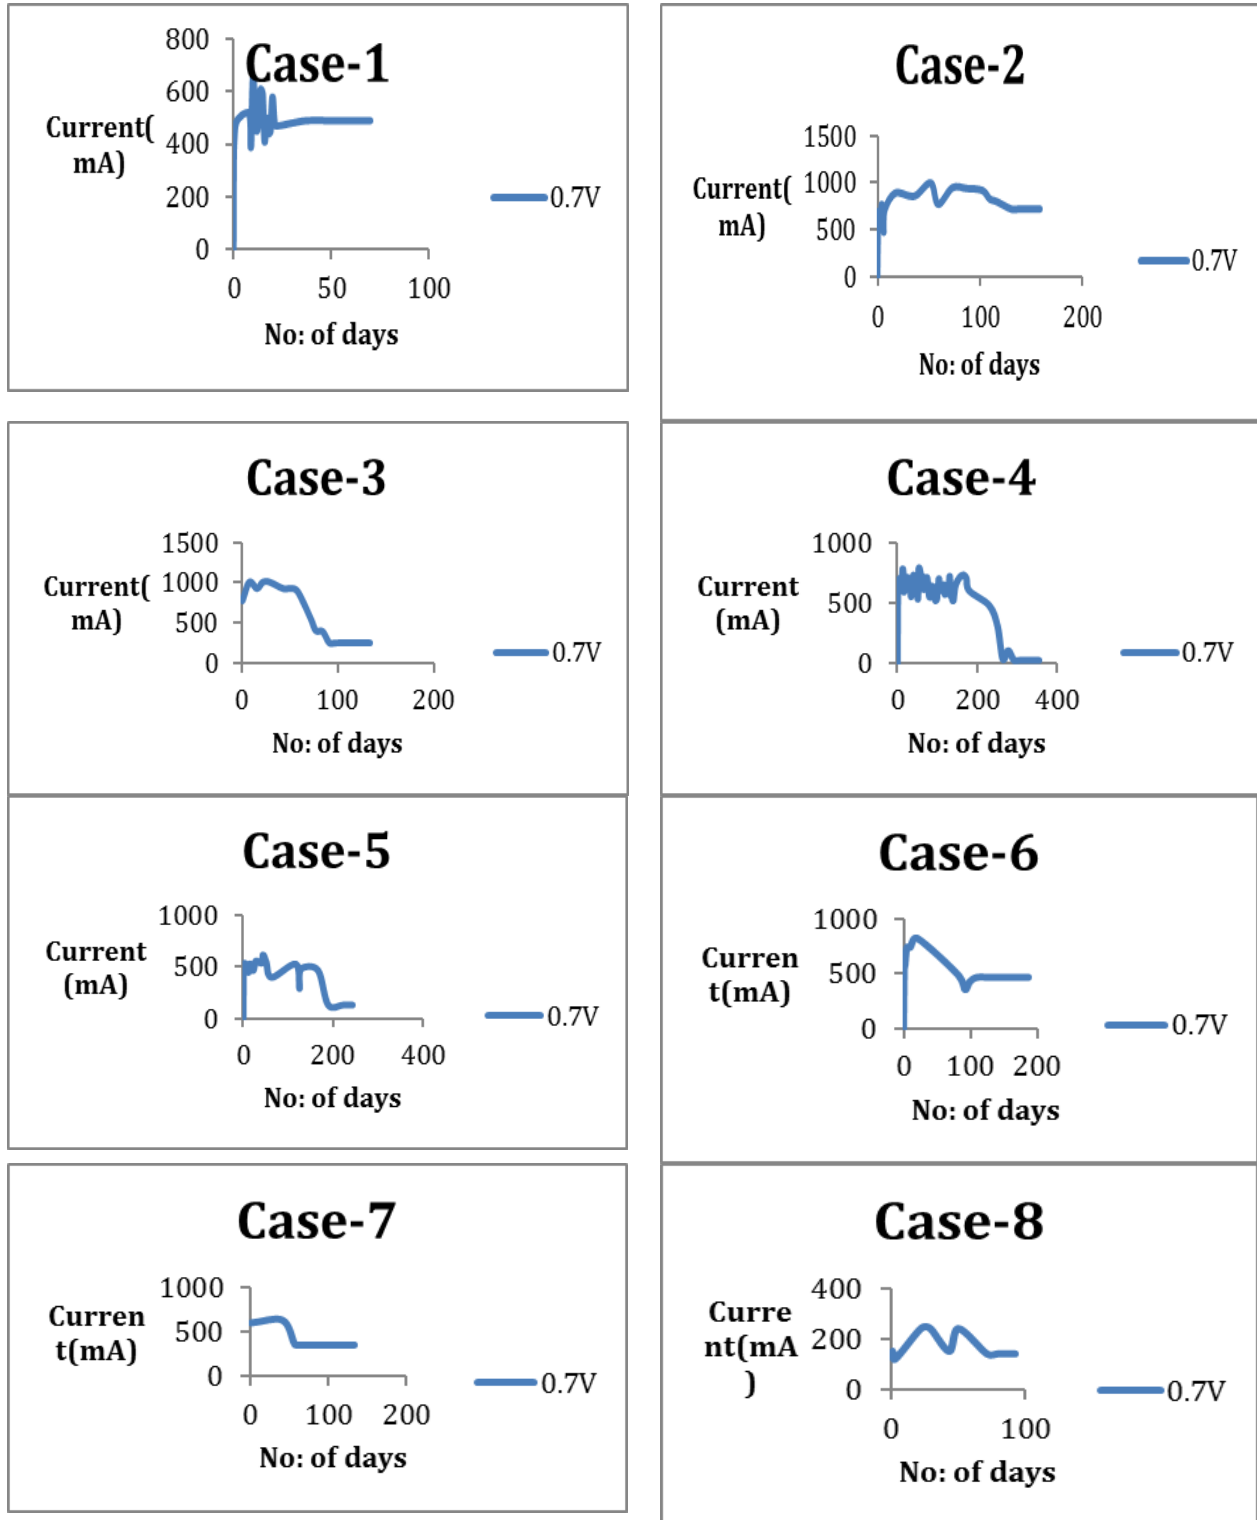 Case-1
800
600
400
200
0
Current(
mA)
0.7V
0 50 100
No: of days
Case-2
1500
1000
500
0
Current(
mA)
0.7V
0 100 200
No: of days
Case-3
1500
1000
500
0
Current(
mA)
0.7V
0 100 200
No: of days
Case-4
1000
500
0
Current
(mA)
0.7V
0 200 400
No: of days
Case-5
1000
500
0
Current
(mA)
0.7V
0 200 400
No: of days
Case-6
1000
500
0
Curren
t(mA)
0.7V
0 100 200
No: of days
Case-7
1000
500
0
Curren
t(mA)
0.7V
0 100 200
No: of days
Case-8
400
200
0
Curre
nt(mA
)
0.7V
0 100
No: of days